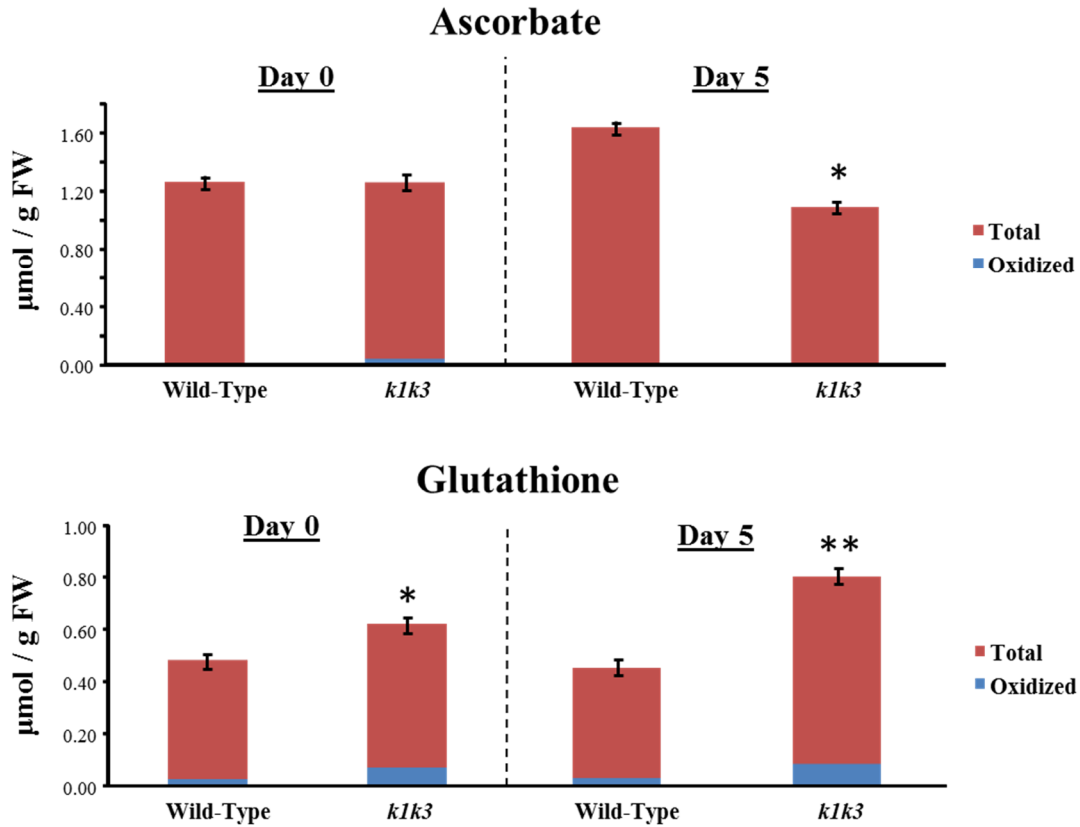 Ascorbate
Day 0
Day 5
µmol / g FW
1.60
1.20
0.80
0.40
0.00
*
Total
Oxidized
Wild-Type
k1k3
Wild-Type
k1k3
Glutathione
Day 0
Day 5
µmol / g FW
1.00
0.80
0.60
0.40
0.20
0.00
*
**
Total
Oxidized
Wild-Type
k1k3
Wild-Type
k1k3